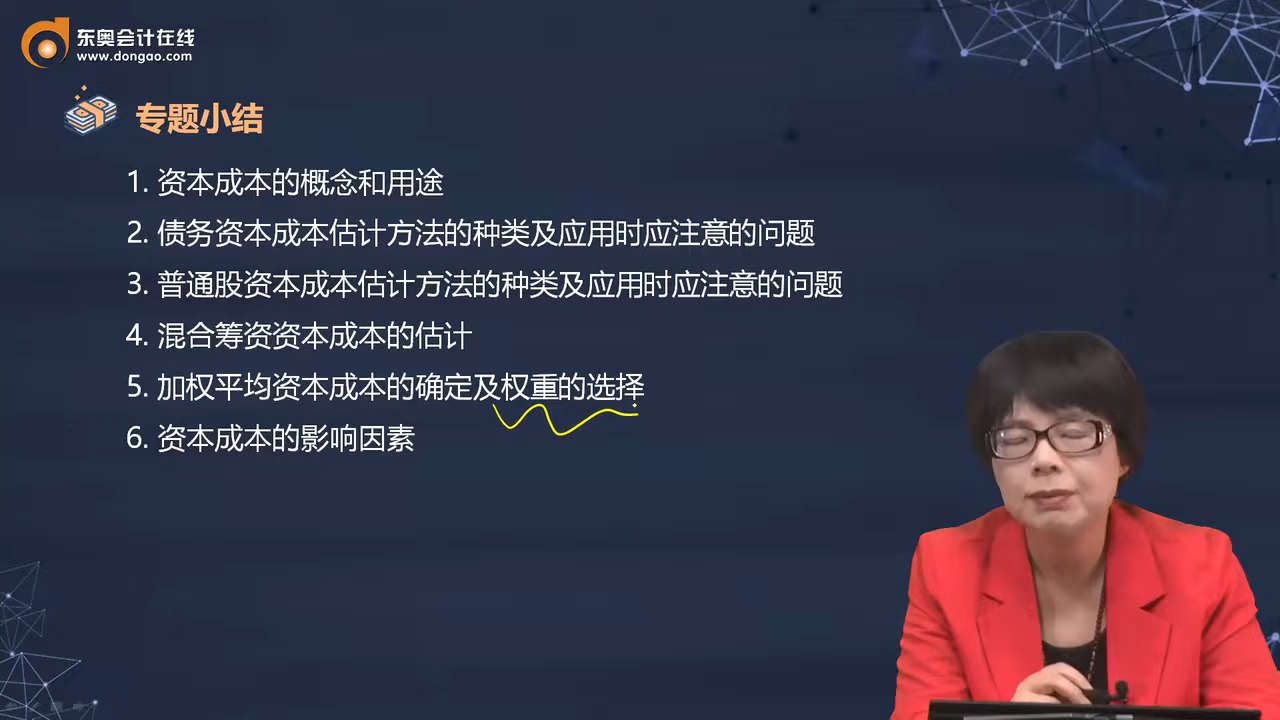 东奥会计在线
www.dongao.com
专题小结
1. 资本成本的概念和用途
2. 债务资本成本估计方法的种类及应用时应注意的问题
3. 普通股资本成本估计方法的种类及应用时应注意的问题
4. 混合筹资资本成本的估计
5. 加权平均资本成本的确定及权重的选择
6. 资本成本的影响因素